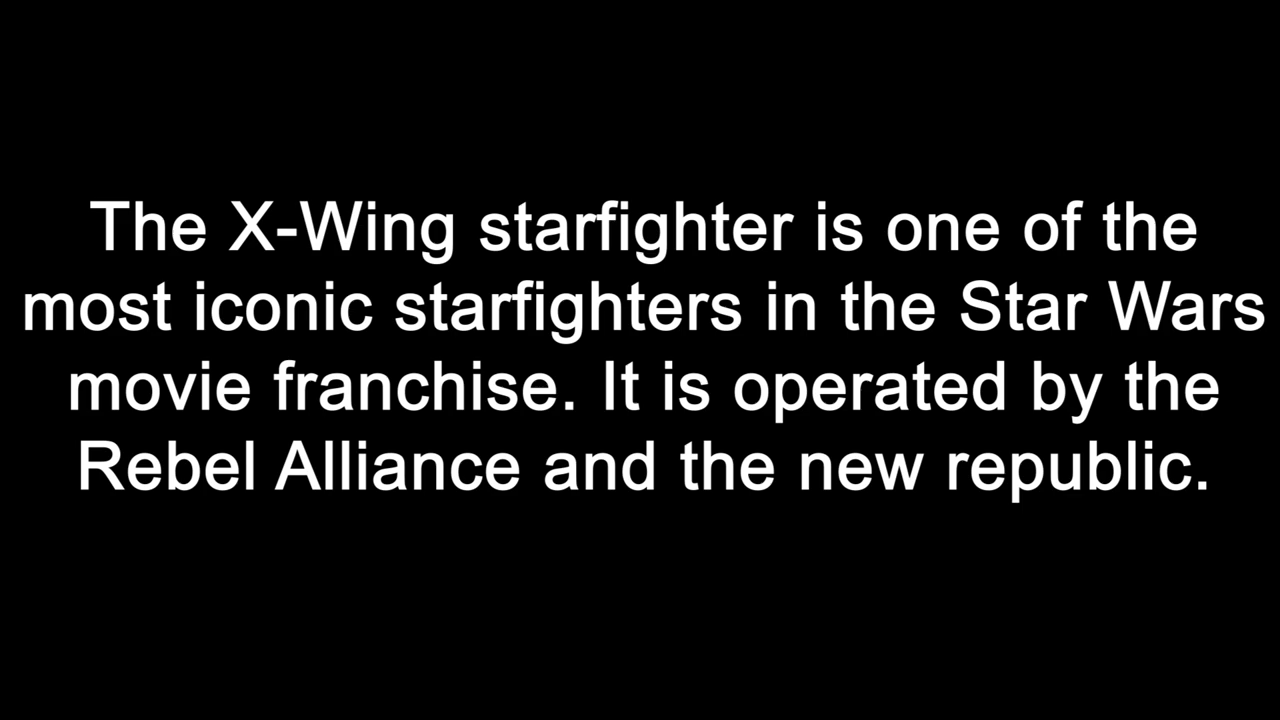 The X-Wing starfighter is one of the
most iconic starfighters in the Star Wars
movie franchise. It is operated by the
Rebel Alliance and the new republic.